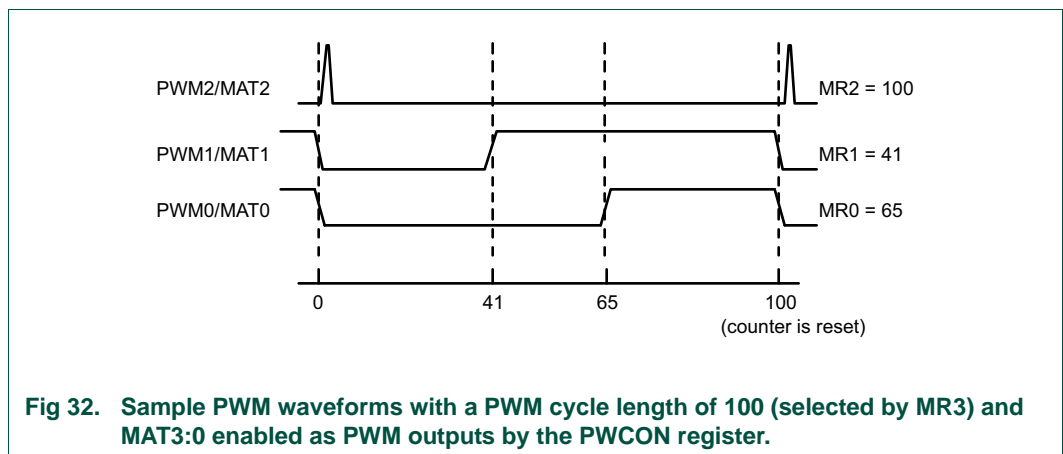 PWM2/MAT2
MR2 = 100
PWM1/MAT1
MR1 = 41
PWM0/MAT0
MR0 = 65
0
41
65
100
(counter is reset)
Fig 32. Sample PWM waveforms with a PWM cycle length of 100 (selected by MR3) and
MAT3:0 enabled as PWM outputs by the PWCON register.